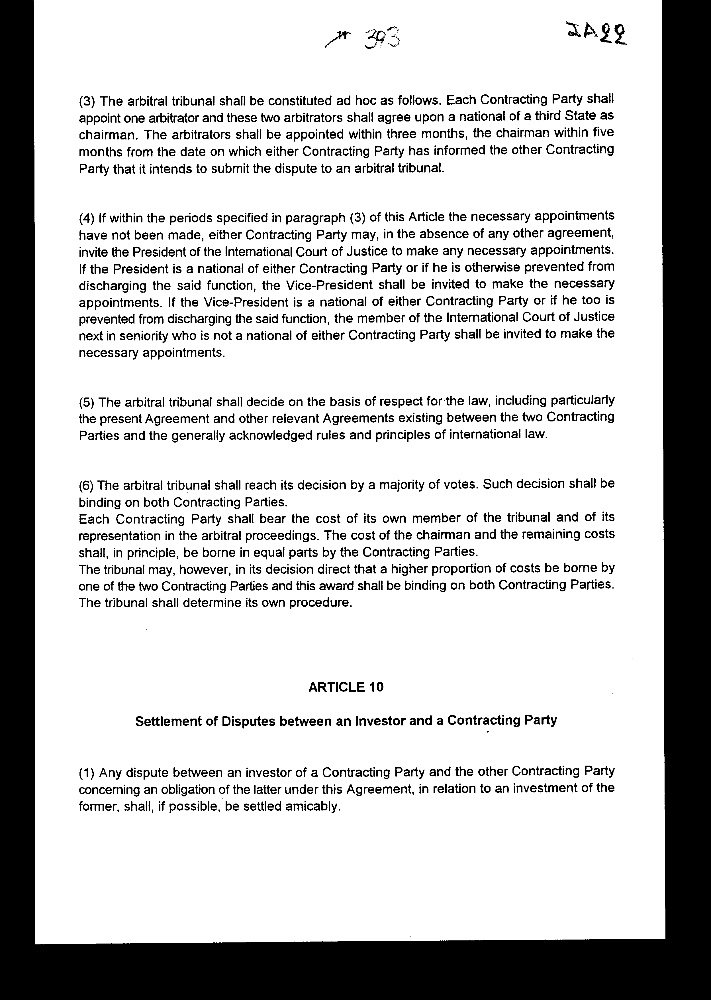 393
(3) The arbitral tribunal shall be constituted ad hoc as follows. Each Contracting Party shall
appoint one arbitrator and these two arbitrators shall agree upon a national of a third State as
chairman. The arbitrators shall be appointed within three months, the chairman within five
months from the date on which either Contracting Party has informed the other Contracting
Party that it intends to submit the dispute to an arbitral tribunal.
(4) If within the periods specified in paragraph (3) of this Article the necessary appointments
have not been made, either Contracting Party may, in the absence of any other agreement,
invite the President of the International Court of Justice to make any necessary appointments.
If the President is a national of either Contracting Party or if he is otherwise prevented from
discharging the said function, the Vice-President shall be invited to make the necessary
appointments. If the Vice-President is a national of either Contracting Party or if he too is
prevented from discharging the said function, the member of the International Court of Justice
next in seniority who is not a national of either Contracting Party shall be invited to make the
necessary appointments.
(5) The arbitral tribunal shall decide on the basis of respect for the law, including particularly
the present Agreement and other relevant Agreements existing between the two Contracting
Parties and the generally acknowledged rules and principles of international law.
(6) The arbitral tribunal shall reach its decision by a majority of votes. Such decision shall be
binding on both Contracting Parties.
Each Contracting Party shall bear the cost of its own member of the tribunal and of its
representation in the arbitral proceedings. The cost of the chairman and the remaining costs
shall, in principle, be borne in equal parts by the Contracting Parties.
The tribunal may, however, in its decision direct that a higher proportion of costs be borne by
one of the two Contracting Parties and this award shall be binding on both Contracting Parties.
The tribunal shall determine its own procedure.
ARTICLE 10
Settlement of Disputes between an Investor and a Contracting Party
(1) Any dispute between an investor of a Contracting Party and the other Contracting Party
concerning an obligation of the latter under this Agreement, in relation to an investment of the
former, shall, if possible, be settled amicably.